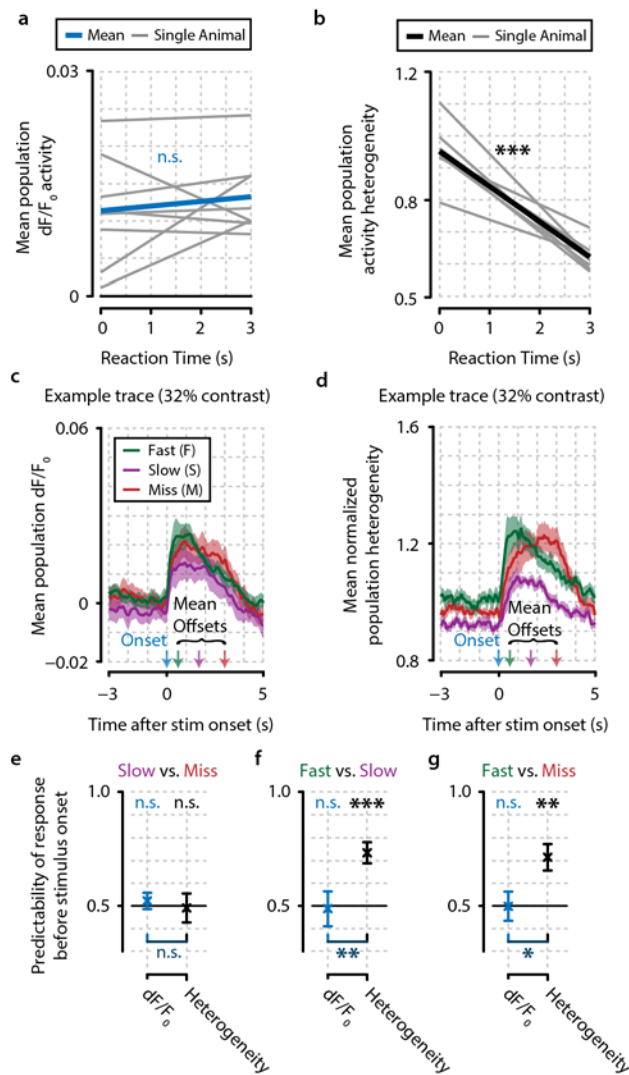 a
Mean Single Animal
0.03
n.s.
0
0 1 2 3
Mean population
dF/F0 activity
Reaction Time (s)
b
Mean Single Animal
1.2
***
0.8
0.5
0 1 2 3
Mean population
activity heterogeneity
Reaction Time (s)
c
Example trace (32% contrast)
0.06
Fast (F)
Slow (S)
Miss (M)
0
Mean
Offsets
Onset
−0.02
−3 0 5
Mean population dF/F0
Time after stim onset (s)
d
Example trace (32% contrast)
1.6
1.2
Mean
Offsets
Onset
0.8
−3 0 5
Mean normalized
population heterogeneity
Time after stim onset (s)
e
Slow vs. Miss
1.0
n.s. n.s.
0.5
n.s.
Predictability of response
before stimulus onset
dF/F0
Heterogeneity
f
Fast vs. Slow
n.s. ***
**
dF/F0
Heterogeneity
g
Fast vs. Miss
1.0
n.s. **
0.5
*
dF/F0
Heterogeneity